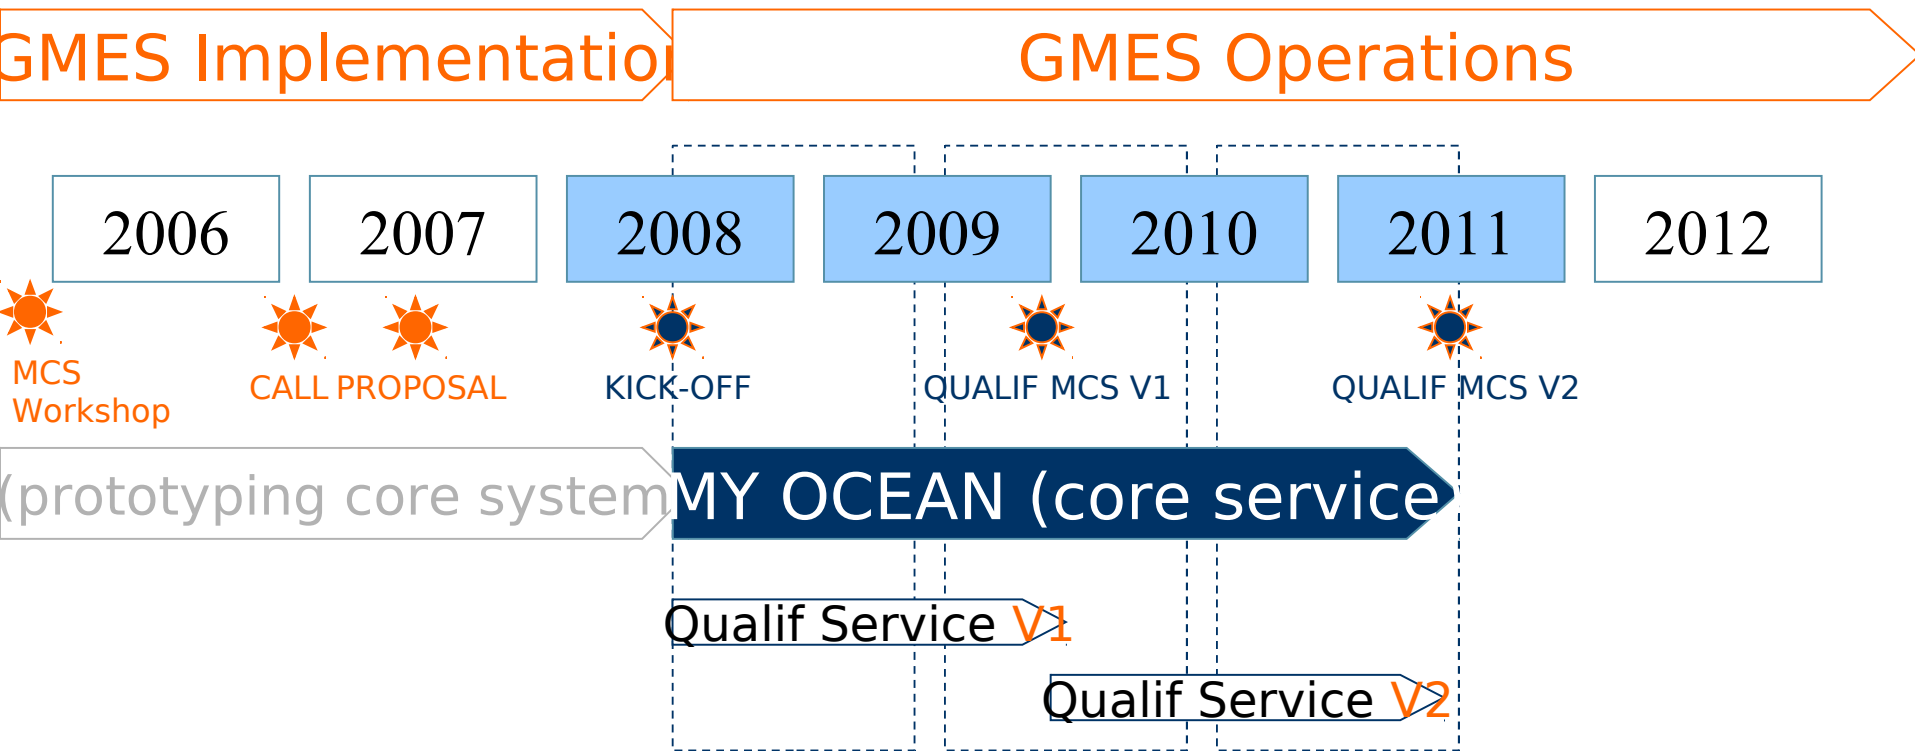 GMES Implementation
GMES Operations
2006 2007 2008 2009 2010 2011 2012
MCS
Workshop
CALL PROPOSAL KICK-OFF QUALIF MCS V1 QUALIF MCS V2
(prototyping core system
MY OCEAN (core service
Qualif Service V1
Qualif Service V2